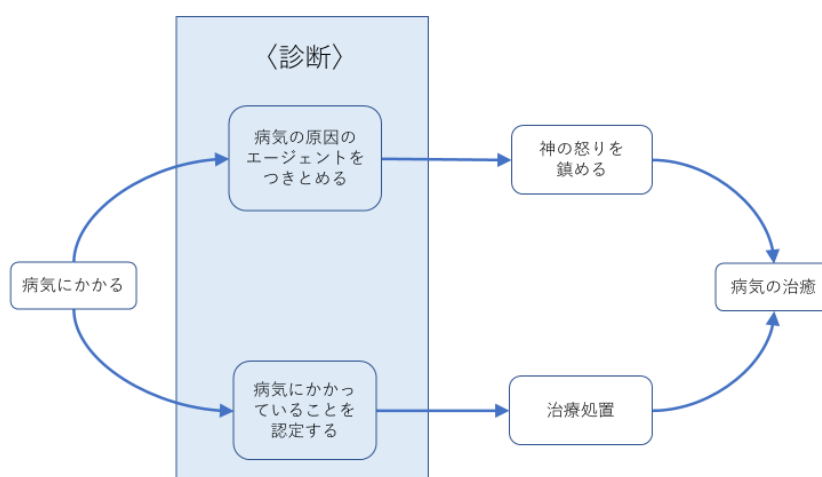 〈診断〉
病気の原因の
エージェントを
つきとめる
神の怒りを
鎮める
病気にかかる
病気の治癒
病気にかかっ
ていることを
認定する
治療処置